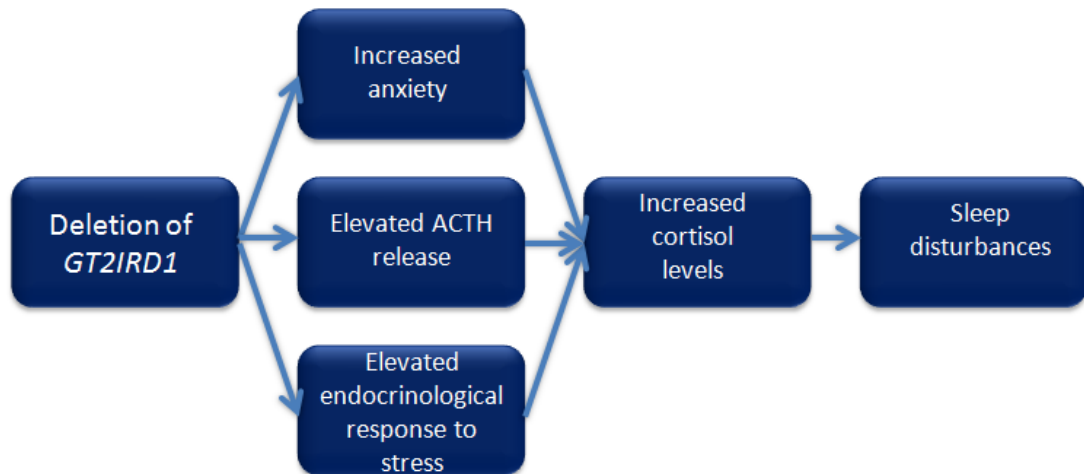 Deletion of
GT2IRD1
Increased
anxiety
Elevated ACTH
release
Elevated
endocrinological
response to
stress
Increased
cortisol
levels
Sleep
disturbances